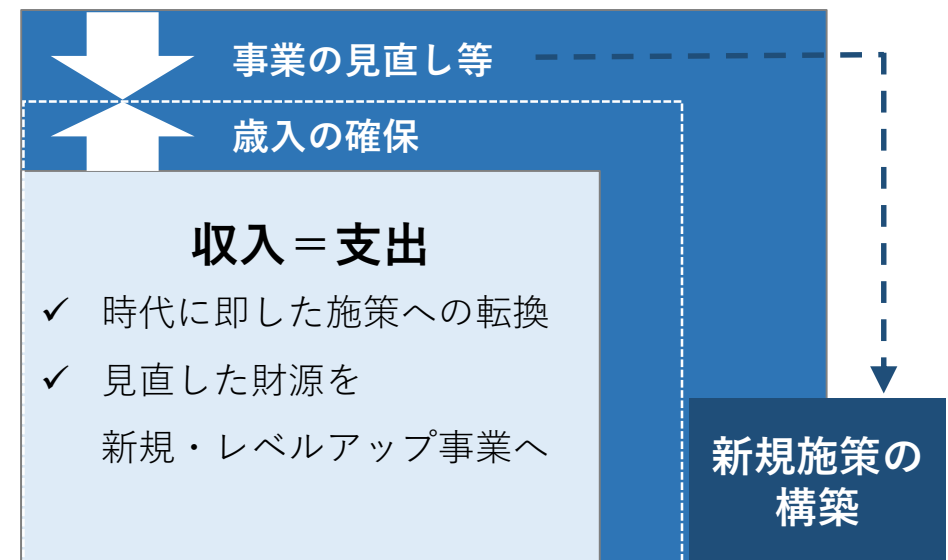 事業の見直し等
歳入の確保
収入＝支出
✓ 時代に即した施策への転換
✓ 見直した財源を
新規・レベルアップ事業へ
新規施策の
構築